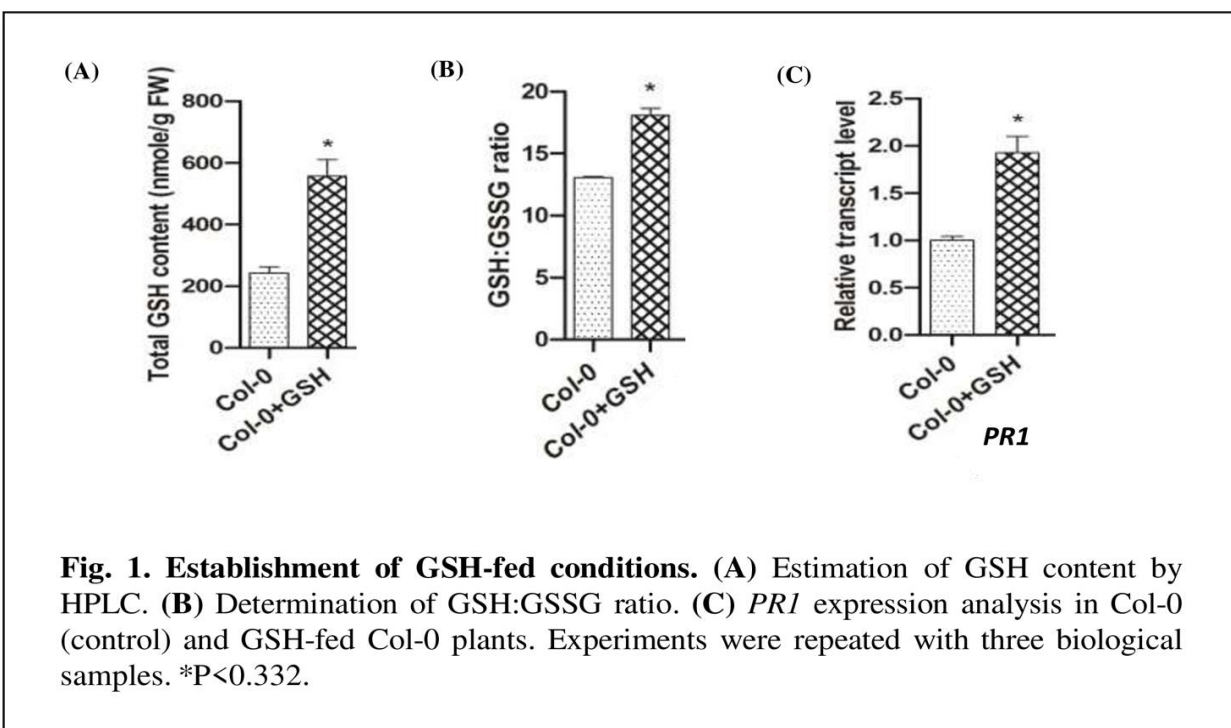 (A)
Total GSH content (nmole/g FW)
800
600
400
200
0
*
Col-0
Col-0+GSH
(B)
GSH:GSSG ratio
20
15
10
5
0
*
Col-0
Col-0+GSH
(C)
Relative transcript level
2.5
2.0
1.5
1.0
0.5
0.0
*
Col-0
Col-0+GSH
PR1
Fig. 1. Establishment of GSH-fed conditions. (A) Estimation of GSH content by
HPLC. (B) Determination of GSH:GSSG ratio. (C) PR1 expression analysis in Col-0
(control) and GSH-fed Col-0 plants. Experiments were repeated with three biological
samples. *P<0.332.